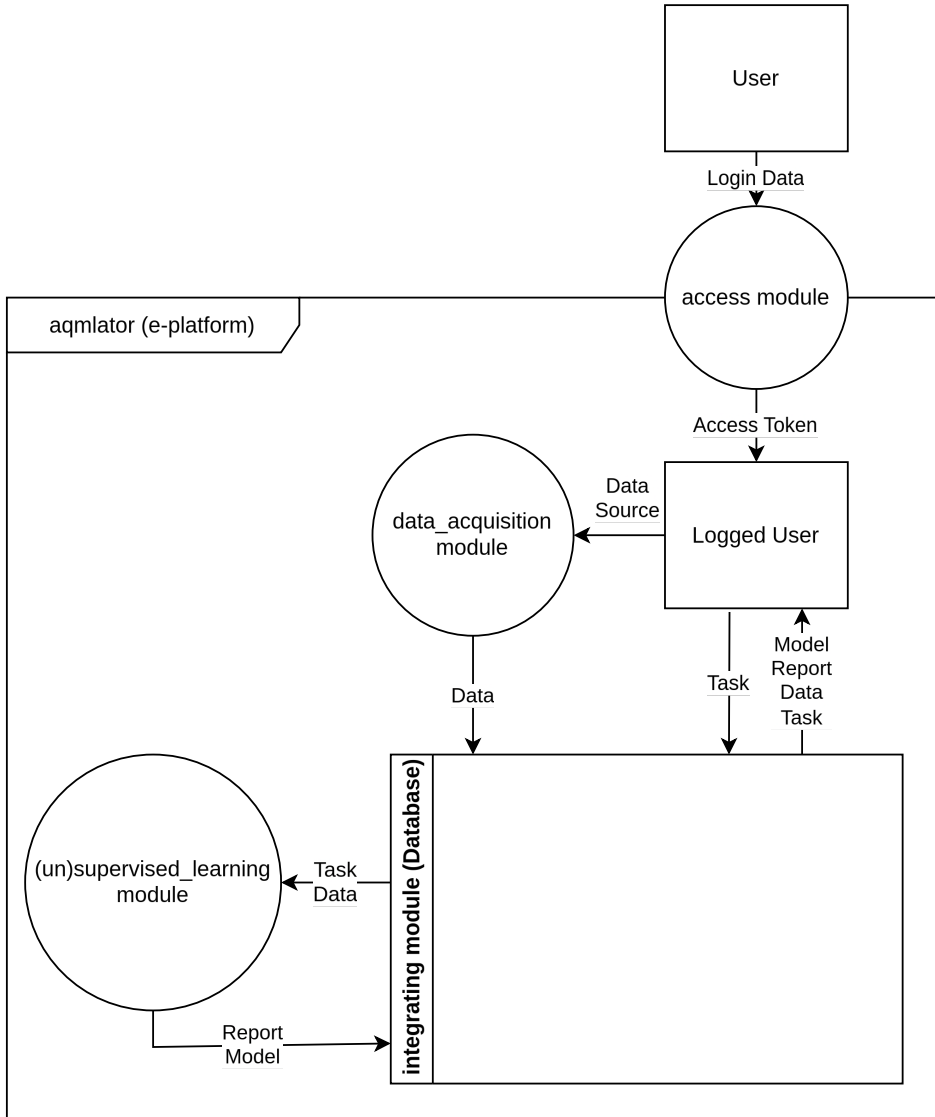 User
Login Data
access module
aqmlator (e-platform)
Access Token
Data
Source
data_acquisition
module
Logged User
Model
Report
Data
Task
Task
Data
integrating module (Database)
(un)supervised_learning
module
Task
Data
Report
Model